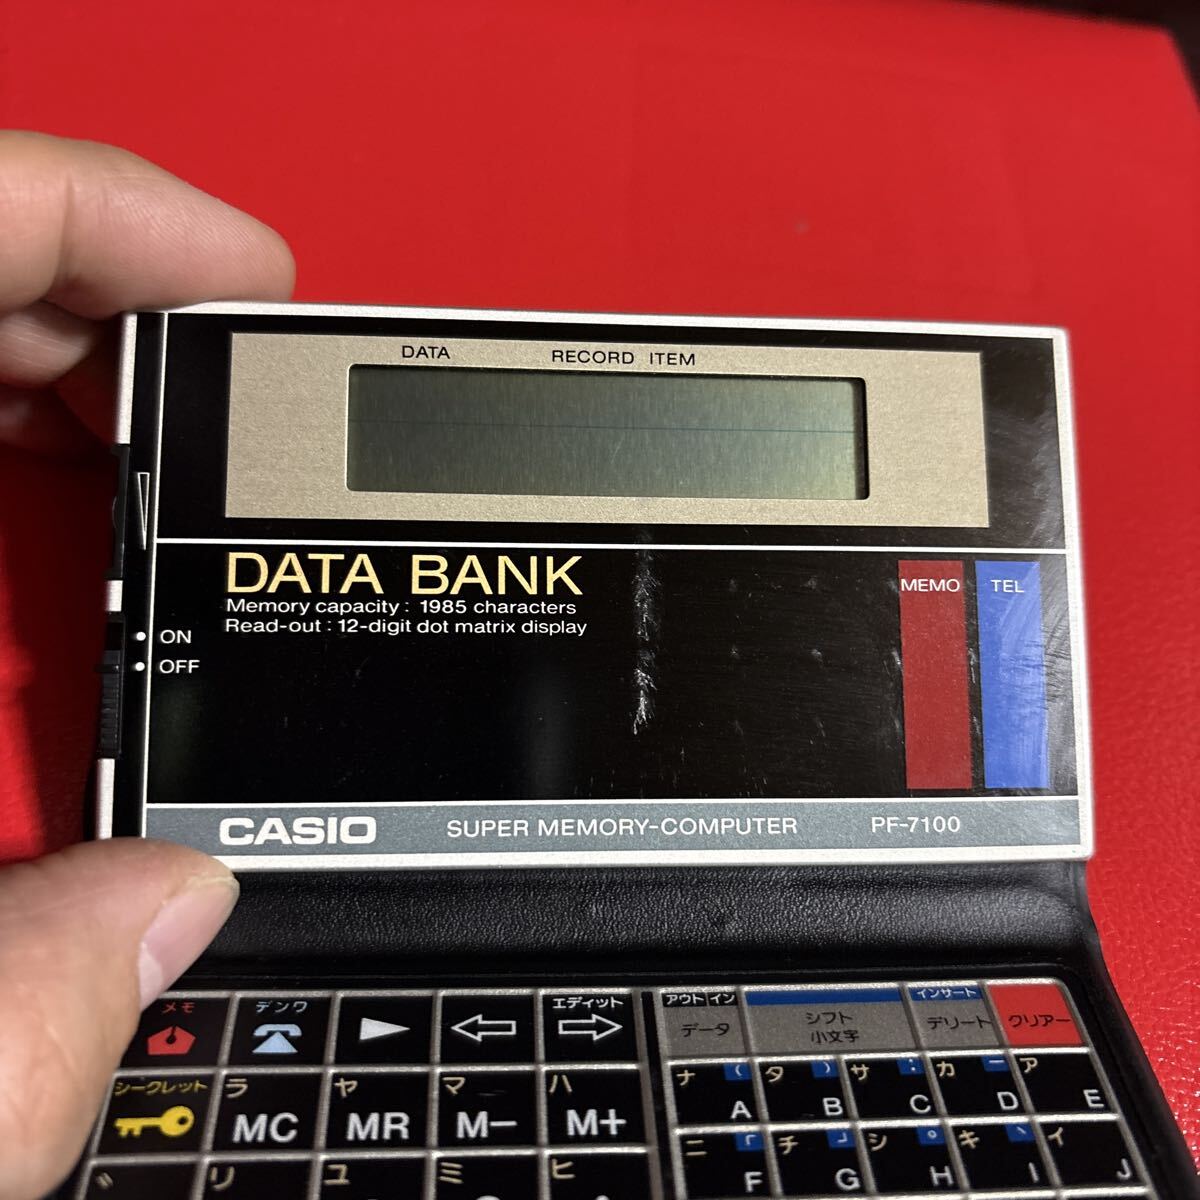 DATA RECORD ITEM
DATA BANK
Memory capacity: 1985 characters
Read-out: 12-digit dot matrix display
MEMO TEL
ON
OFF
CASIO SUPER MEMORY-COMPUTER PF-7100
メモ デンワ エディット アウト イン シフト インサート クリアー
データ 小文字 デリート
シークレット ラ ヤ マ ハ ナ ( タ ) サ : カ ー ア
MC MR M− M+ A B C D E
リ ユ ミ ヒ ニ 「 チ 」 シ ° キ 、 イ
F G H I J